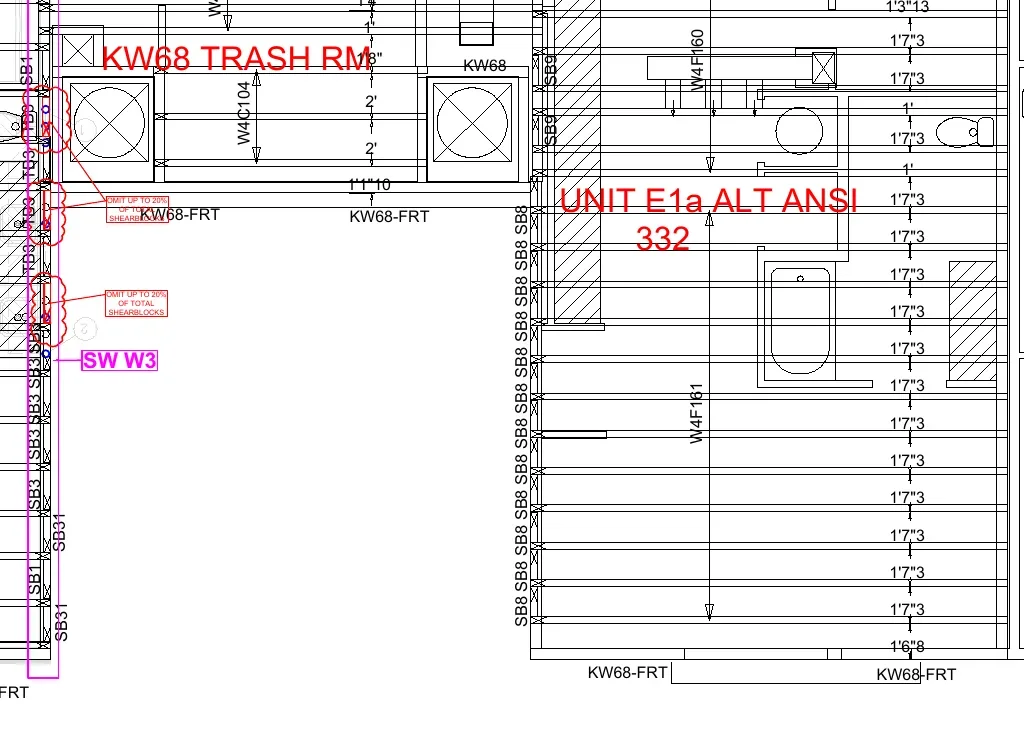 1'3"13
1'
1'7"3
W4F160
KW68 TRASH RM
1'8"
KW68
SB1
SB9
1'7"3
W4C104
2'
1'
TB3
SB9
1'7"3
2'
TB3
1'
1'1"10
UNIT E1a ALT ANSI
332
1'7"3
OMIT UP TO 20%
OF TOTAL
SHEARBLOCKS
KW68-FRT
KW68-FRT
TB3
SB8
1'7"3
TB3
SB8
1'7"3
OMIT UP TO 20%
OF TOTAL
SHEARBLOCKS
SB8
1'7"3
2
SB8
SW W3
SB3
SB8
1'7"3
SB3
SB8
1'7"3
W4F161
SB3
SB8
1'7"3
SB8
1'7"3
SB3
SB8
1'7"3
SB31
SB8
1'7"3
SB1
SB8
1'7"3
SB31
SB8
1'7"3
1'6"8
KW68-FRT
KW68-FRT
FRT